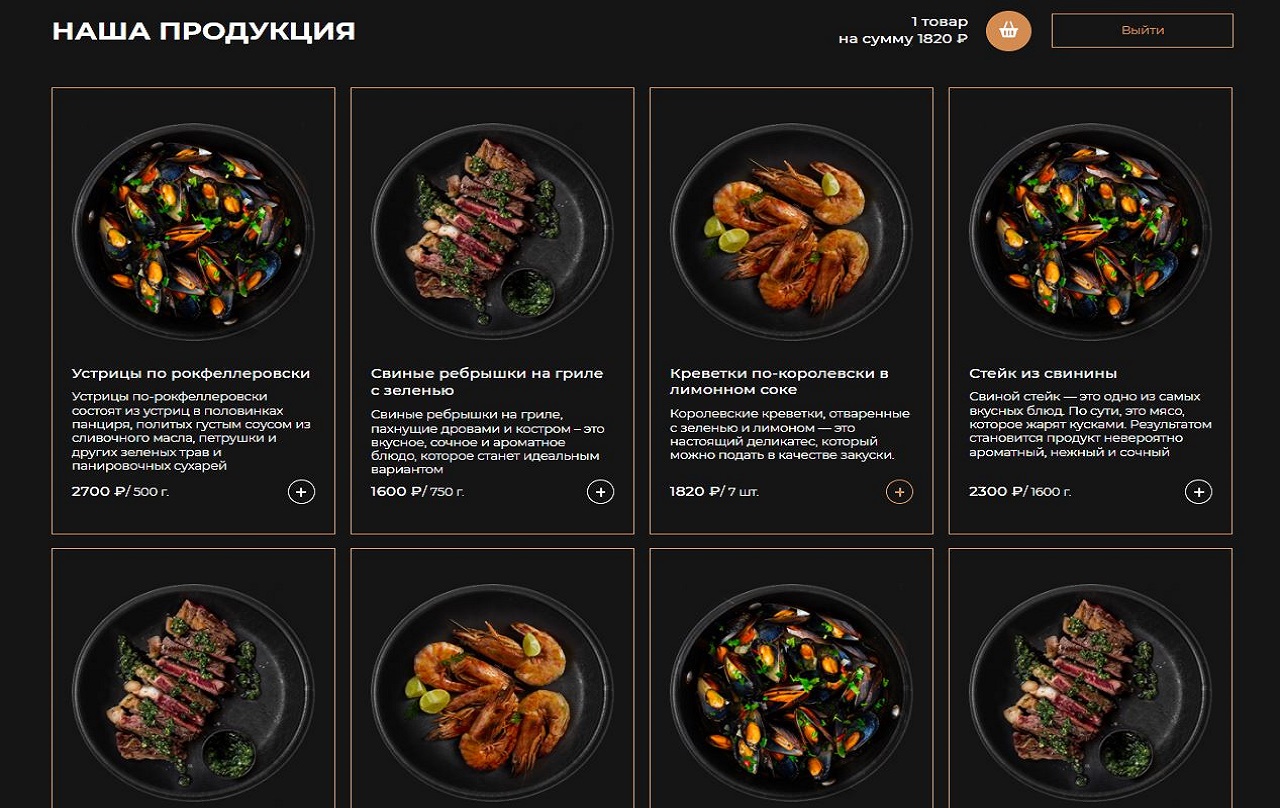 НАША ПРОДУКЦИЯ
1 товар
на сумму 1820 ₽
Выйти
Устрицы по рокфеллеровски
Устрицы по-рокфеллеровски
состоят из устриц в половинках
панциря, политых густым соусом из
сливочного масла, петрушки и
других зеленых трав и
панировочных сухарей
2700 ₽/ 500 г.
Свиные ребрышки на гриле
с зеленью
Свиные ребрышки на гриле,
пахнущие дровами и костром – это
вкусное, сочное и ароматное
блюдо, которое станет идеальным
вариантом
1600 ₽/ 750 г.
Креветки по-королевски в
лимонном соке
Королевские креветки, отваренные
с зеленью и лимоном — это
настоящий деликатес, который
можно подать в качестве закуски.
1820 ₽/ 7 шт.
Стейк из свинины
Свиной стейк — это одно из самых
вкусных блюд. По сути, это мясо,
которое жарят кусками. Результатом
становится продукт невероятно
ароматный, нежный и сочный
2300 ₽/ 1600 г.